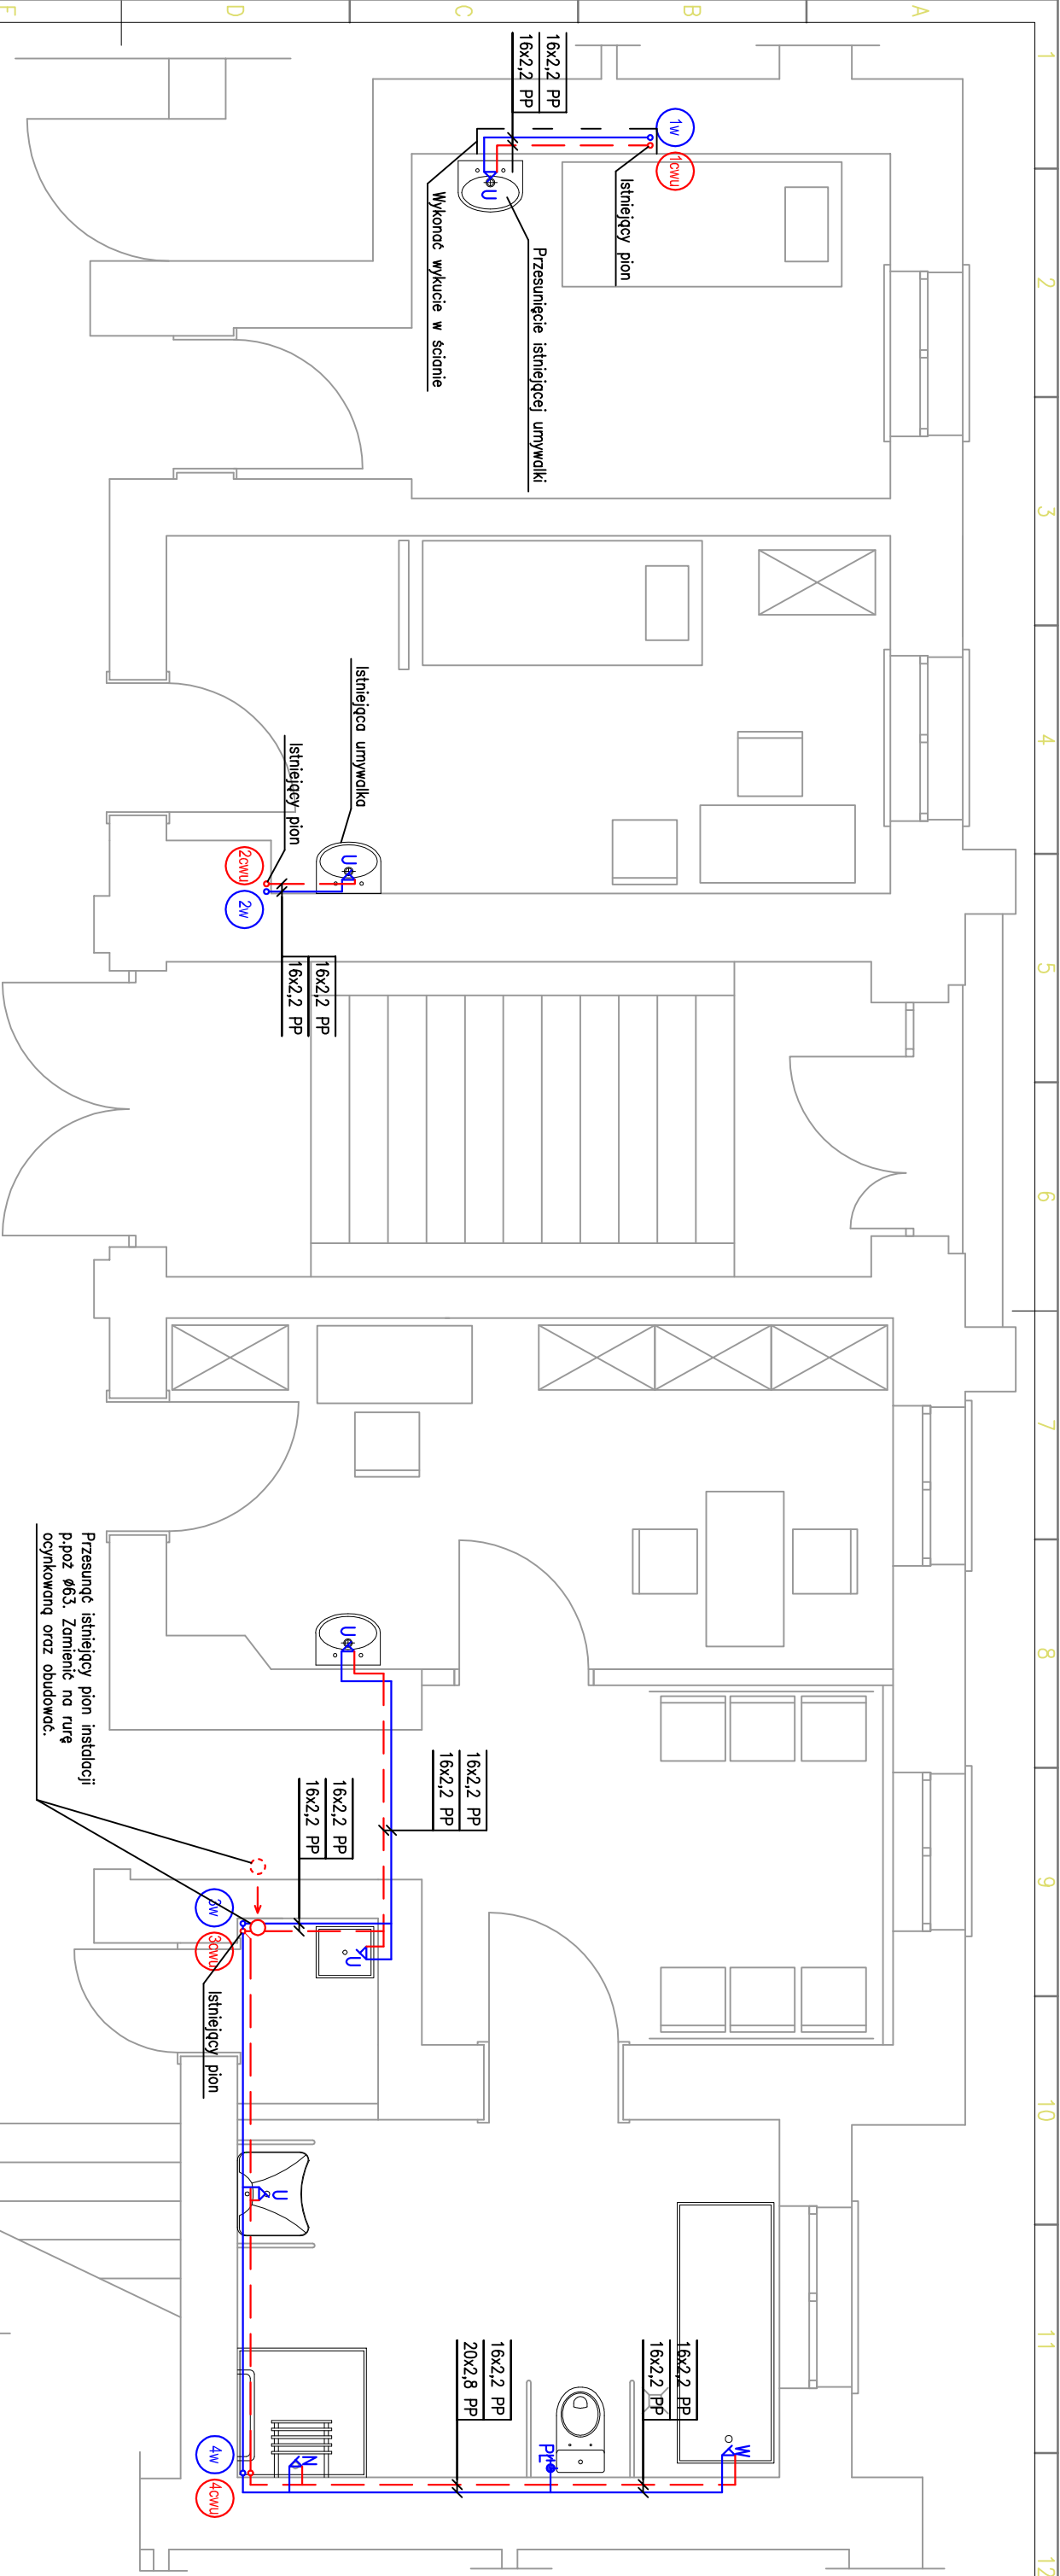 F
D
C
B
A
1
2
3
4
5
6
7
8
9
10
11
12
16x2,2 PP
16x2,2 PP
1w
1cwu
Istniejący pion
U
Przesunięcie istniejącej umywalki
Wykonać wykucie w ścianie
Istniejąca umywalka
Istniejący pion
U
2cwu
2w
16x2,2 PP
16x2,2 PP
Przesunąć istniejący pion instalacji
p.poż ø63. Zamienić na rurę
ocynkowaną oraz obudować.
U
16x2,2 PP
16x2,2 PP
16x2,2 PP
16x2,2 PP
3w
3cwu
U
Istniejący pion
U
16x2,2 PP
16x2,2 PP
16x2,2 PP
20x2,8 PP
W
PŁ
N
4w
4cwu